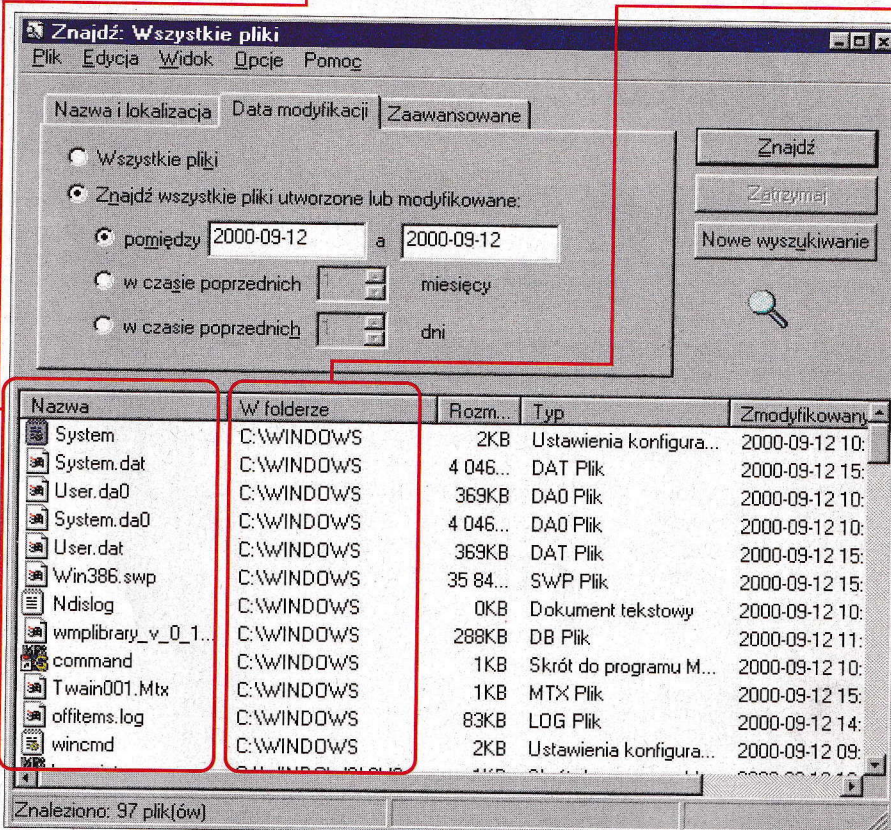 Znajdź: Wszystkie pliki
Plik Edycja Widok Opcje Pomoc
Nazwa i lokalizacja Data modyfikacji Zaawansowane
Wszystkie pliki
Znajdź wszystkie pliki utworzone lub modyfikowane:
pomiędzy 2000-09-12 a 2000-09-12
w czasie poprzednich 1 miesięcy
w czasie poprzednich 1 dni
Znajdź
Zatrzymaj
Nowe wyszukiwanie
Nazwa W folderze Rozm... Typ Zmodyfikowany
System C:\WINDOWS 2KB Ustawienia konfigura... 2000-09-12 10:
System.dat C:\WINDOWS 4 046... DAT Plik 2000-09-12 15:
User.da0 C:\WINDOWS 369KB DA0 Plik 2000-09-12 10:
System.da0 C:\WINDOWS 4 046... DA0 Plik 2000-09-12 10:
User.dat C:\WINDOWS 369KB DAT Plik 2000-09-12 15:
Win386.swp C:\WINDOWS 35 84... SWP Plik 2000-09-12 15:
Ndislog C:\WINDOWS 0KB Dokument tekstowy 2000-09-12 10:
wmplibrary_v_0_1... C:\WINDOWS 288KB DB Plik 2000-09-12 11:
command C:\WINDOWS 1KB Skrót do programu M... 2000-09-12 10:
Twain001.Mtx C:\WINDOWS 1KB MTX Plik 2000-09-12 15:
offitems.log C:\WINDOWS 83KB LOG Plik 2000-09-12 14:
wincmd C:\WINDOWS 2KB Ustawienia konfigura... 2000-09-12 09:
Znaleziono: 97 plik(ów)